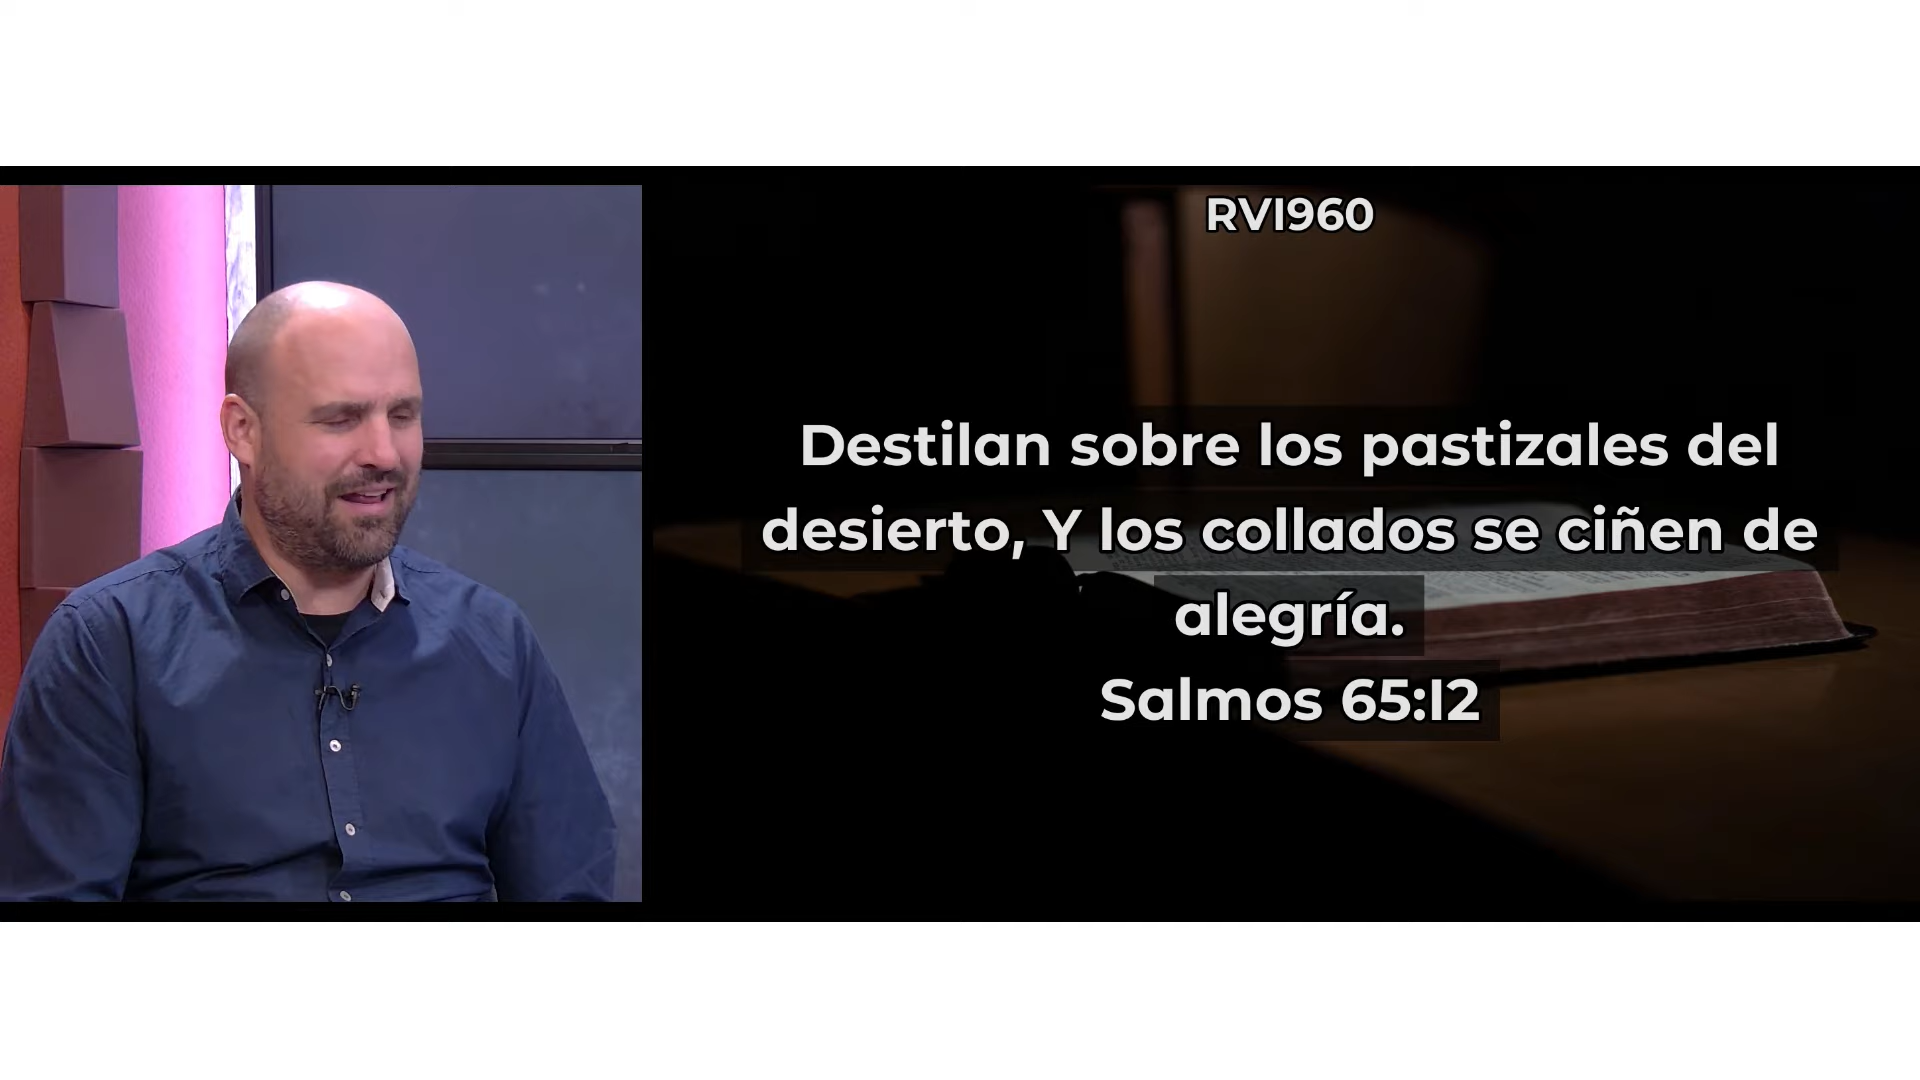 RV1960
Destilan sobre los pastizales del
desierto, Y los collados se ciñen de
alegría.
Salmos 65:12